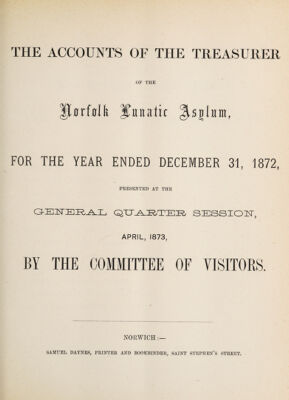 THE ACCOUNTS OF THE TREASURER
OF THE
Norfolk Lunatic Asylum,
FOR THE YEAR ENDED DECEMBER 31, 1872,
PRESENTED AT THE
GENERAL QUARTER SESSION,
APRIL, 1873,
BY THE COMMITTEE OF VISITORS.
NORWICH:—
SAMUEL DAYNES, PRINTER AND BOOKBINDER, SAINT STEPHEN'S STREET.